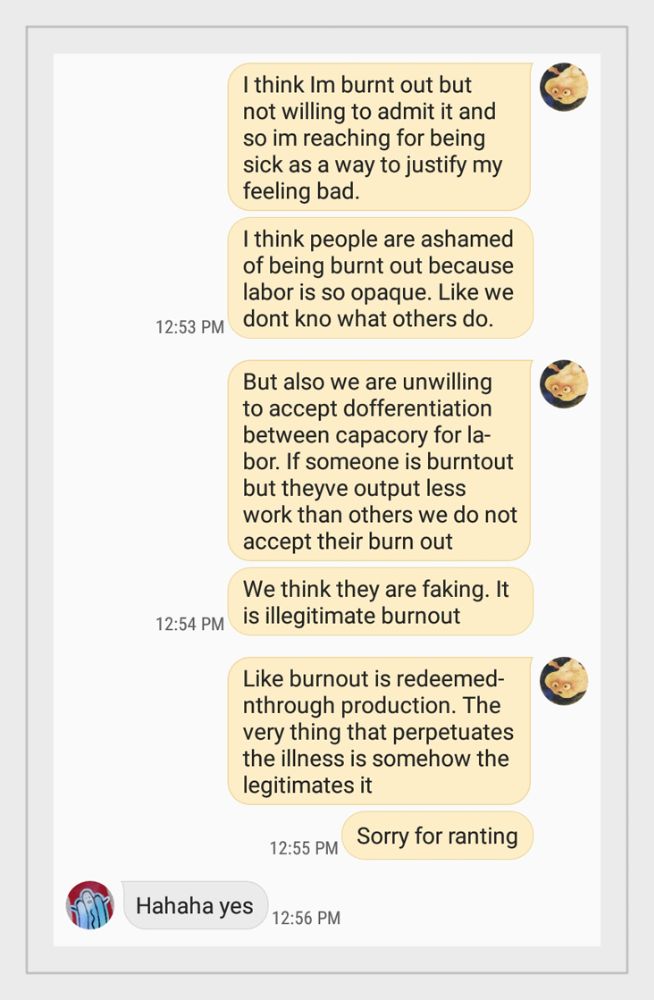 I think Im burnt out but
not willing to admit it and
so im reaching for being
sick as a way to justify my
feeling bad.
I think people are ashamed
of being burnt out because
labor is so opaque. Like we
dont kno what others do.
12:53 PM
But also we are unwilling
to accept dofferentiation
between capacory for la-
bor. If someone is burntout
but theyve output less
work than others we do not
accept their burn out
We think they are faking. It
is illegitimate burnout
12:54 PM
Like burnout is redeemed-
nthrough production. The
very thing that perpetuates
the illness is somehow the
legitimates it
Sorry for ranting
12:55 PM
Hahaha yes
12:56 PM